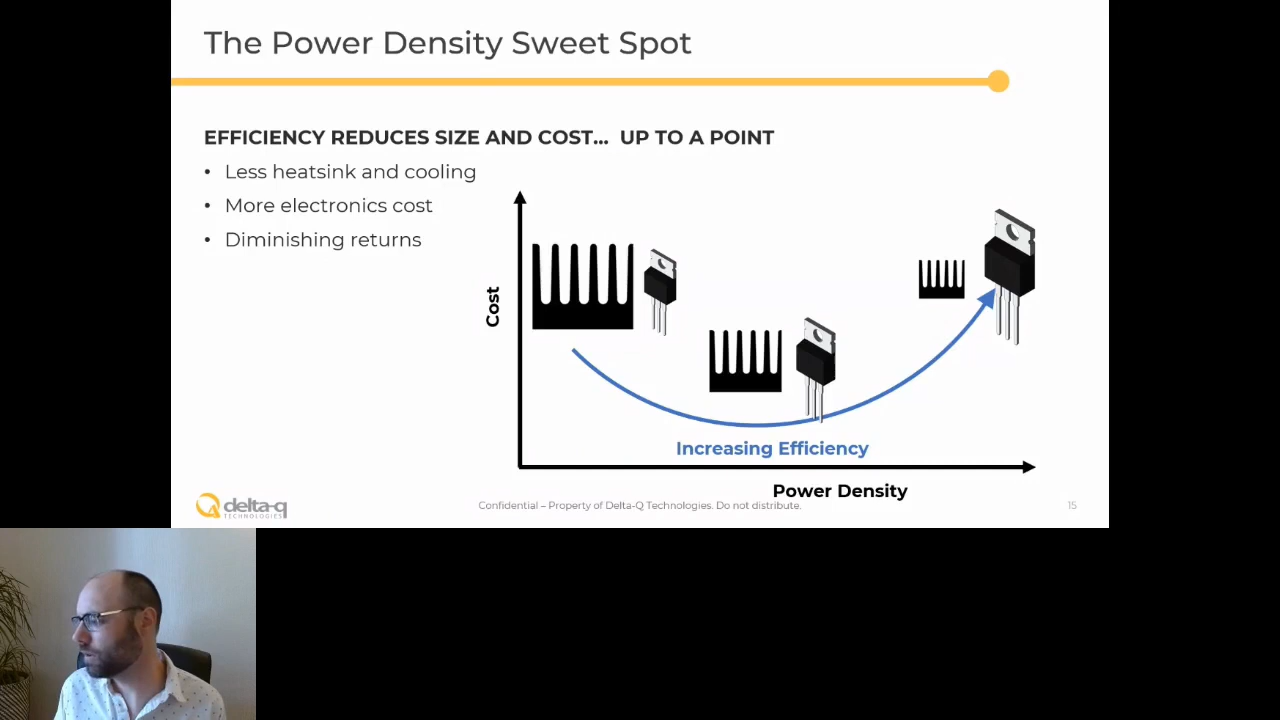 The Power Density Sweet Spot
EFFICIENCY REDUCES SIZE AND COST... UP TO A POINT
• Less heatsink and cooling
• More electronics cost
• Diminishing returns
Cost
Increasing Efficiency
Power Density
delta-q
TECHNOLOGIES
Confidential – Property of Delta-Q Technologies. Do not distribute.
15